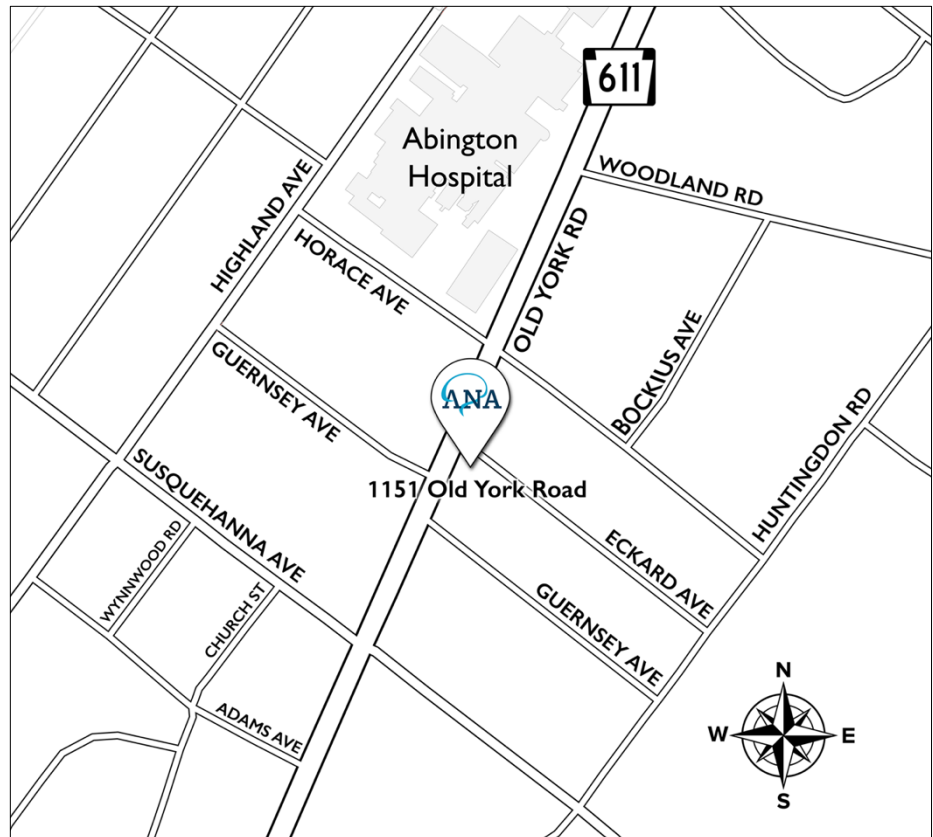 611
Abington
Hospital
WOODLAND RD
HIGHLAND AVE
HORACE AVE
OLD YORK RD
BOCKIUS AVE
GUERNSEY AVE
ANA
HUNTINGDON RD
SUSQUEHANNA AVE
1151 Old York Road
WYNNWOOD RD
CHURCH ST
ECKARD AVE
GUERNSEY AVE
ADAMS AVE
N
W
E
S